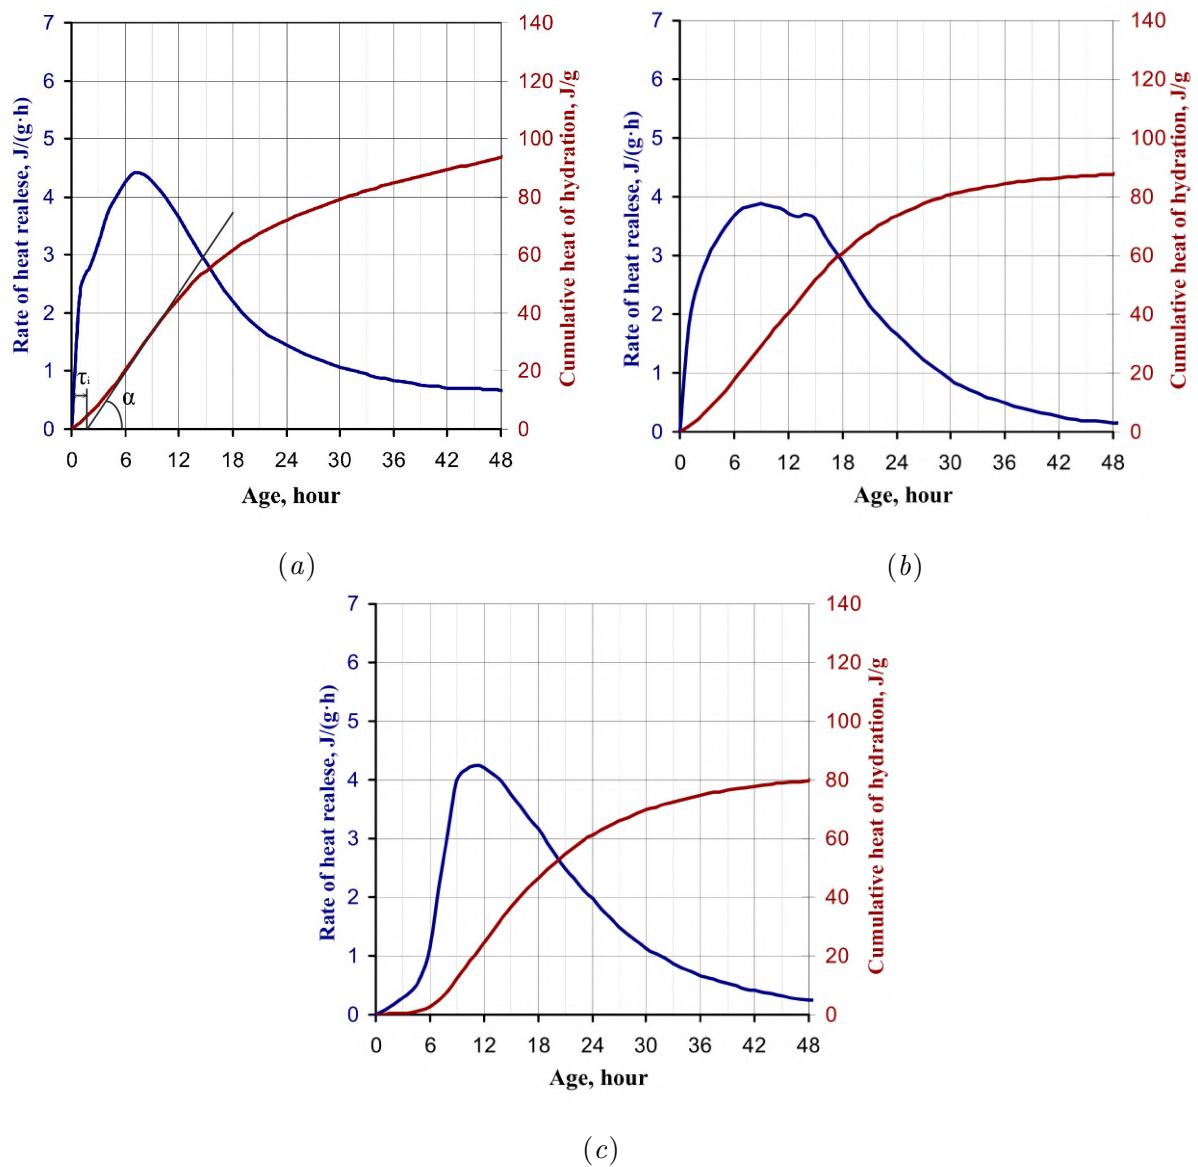 Rate of heat realese, J/(g·h)
7
6
5
4
3
2
1
0
140
120
100
80
60
40
20
0
Cumulative heat of hydration, J/g
τi
α
0 6 12 18 24 30 36 42 48
Age, hour
(a)
Rate of heat realese, J/(g·h)
7
6
5
4
3
2
1
0
140
120
100
80
60
40
20
0
Cumulative heat of hydration, J/g
0 6 12 18 24 30 36 42 48
Age, hour
(b)
Rate of heat realese, J/(g·h)
7
6
5
4
3
2
1
0
140
120
100
80
60
40
20
0
Cumulative heat of hydration, J/g
0 6 12 18 24 30 36 42 48
Age, hour
(c)